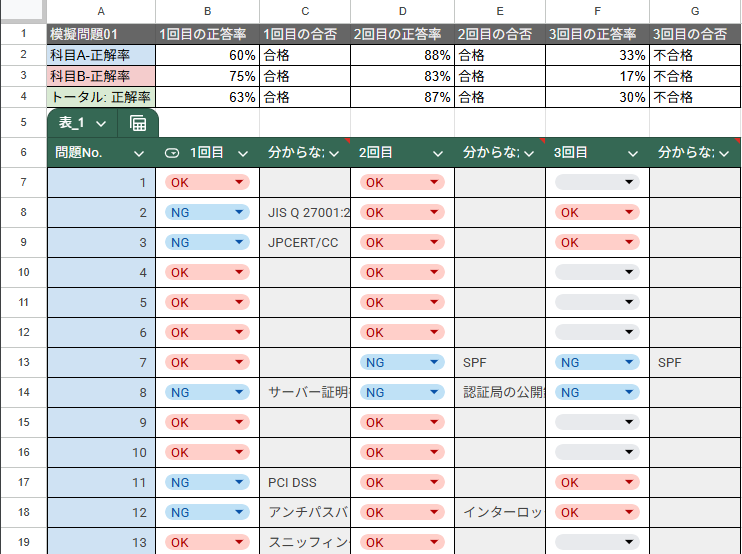 A B C D E F G
1 模擬問題01 1回目の正答率 1回目の合否 2回目の正答率 2回目の合否 3回目の正答率 3回目の合否
2 科目A-正解率 60% 合格 88% 合格 33% 不合格
3 科目B-正解率 75% 合格 83% 合格 17% 不合格
4 トータル: 正解率 63% 合格 87% 合格 30% 不合格
5 表_1
6 問題No. 1回目 分からな 2回目 分からな 3回目 分からな
7 1 OK OK
8 2 NG JIS Q 27001:2 OK OK
9 3 NG JPCERT/CC OK OK
10 4 OK OK
11 5 OK OK
12 6 OK OK
13 7 OK NG SPF NG SPF
14 8 NG サーバー証明 NG 認証局の公開 NG
15 9 OK OK
16 10 OK OK
17 11 NG PCI DSS OK OK
18 12 NG アンチパスバ OK インターロッ OK
19 13 OK スニッフィン OK